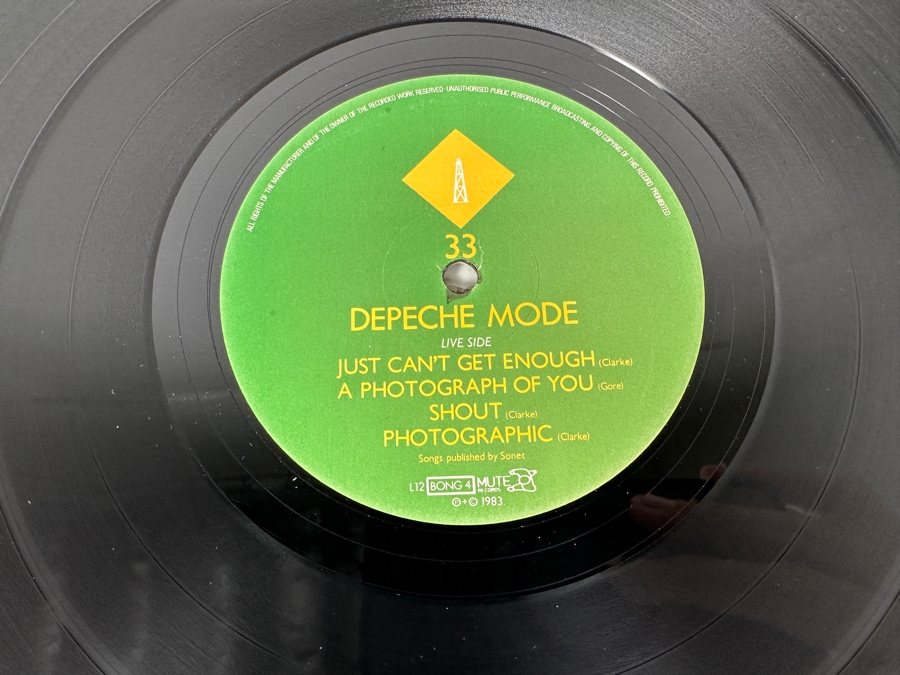 ALL RIGHTS OF THE MANUFACTURER AND OF THE OWNER OF THE RECORDED WORK RESERVED · UNAUTHORISED PUBLIC PERFORMANCE BROADCASTING AND COPYING OF THIS RECORD PROHIBITED
33
DEPECHE MODE
LIVE SIDE
JUST CAN'T GET ENOUGH (Clarke)
A PHOTOGRAPH OF YOU (Gore)
SHOUT (Clarke)
PHOTOGRAPHIC (Clarke)
Songs published by Sonet
L12 BONG 4 MUTE RECORDS
℗+© 1983